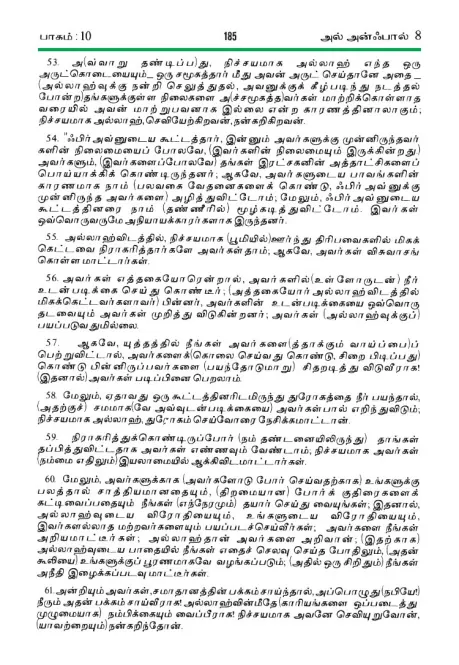 பாகம் : 10 185 அல் அன்ஃபால் 8
53. அ(வ்வாறு தண்டிப்ப)து, நிச்சயமாக அல்லாஹ் எந்த ஒரு
அருட்கொடையையும்_ ஒரு சமூகத்தார் மீது அவன் அருட் செய்தானே அதை _
(அல்லாஹ்வுக்கு நன்றி செலுத்துதல், அவனுக்குக் கீழ்படிந்து நடத்தல்
போன்ற)தங்களுக்குள்ள நிலைகளை அ(ச்சமூகத்த)வர்கள் மாற்றிக்கொள்ளாத
வரையில் அவன் மாற்றுபவனாக இல்லை என்ற காரணத்தினாலாகும்;
நிச்சயமாக அல்லாஹ், செவியேற்கிறவன், நன்கறிகிறவன்.
54. "ஃபிர்அவ்னுடைய கூட்டத்தார், இன்னும் அவர்களுக்கு முன்னிருந்தவர்
களின் நிலைமையைப் போலவே, (இவர்களின் நிலைமையும் இருக்கின்றது.)
அவர்களும், (இவர்களைப்போலவே) தங்கள் இரட்சகனின் அத்தாட்சிகளைப்
பொய்யாக்கிக் கொண்டிருந்தனர்; ஆகவே, அவர்களுடைய பாவங்களின்
காரணமாக நாம் (பலவகை வேதனைகளைக் கொண்டு, ஃபிர்அவ்னுக்கு
முன்னிருந்த அவர்களை) அழித்துவிட்டோம்; மேலும், ஃபிர்அவ்னுடைய
கூட்டத்தினரை நாம் (தண்ணீரில்) மூழ்கடித்துவிட்டோம். இவர்கள்
ஒவ்வொருவருமே அநியாயக்காரர்களாக இருந்தனர்.
55. அல்லாஹ்விடத்தில், நிச்சயமாக (பூமியில்)ஊர்ந்து திரிபவைகளில் மிகக்
கெட்டவை நிராகரித்தார்களே அவர்கள்தாம்; ஆகவே, அவர்கள் விசுவாசங்
கொள்ளமாட்டார்கள்.
56. அவர்கள் எத்தகையோரென்றால், அவர்களில்(உள்ளோருடன்) நீர்
உடன்படிக்கை செய்து கொண்டீர்; (அத்தகையோர் அல்லாஹ்விடத்தில்
மிகக்கெட்டவர்களாவர்) பின்னர், அவர்களின் உடன்படிக்கையை ஒவ்வொரு
தடவையும் அவர்கள் முறித்து விடுகின்றனர்; அவர்கள் (அல்லாஹ்வுக்குப்)
பயப்படுவதுமில்லை.
57. ஆகவே, யுத்தத்தில் நீங்கள் அவர்களை(த்தாக்கும் வாய்ப்பை)ப்
பெற்றுவிட்டால், அவர்களைக்(கொலை செய்வது கொண்டு, சிறை பிடிப்பது)
கொண்டு பின்னிருப்பவர்களை (பயந்தோடுமாறு) சிதறடித்து விடுவீராக!
(இதனால்) அவர்கள் படிப்பினை பெறலாம்.
58. மேலும், ஏதாவது ஒரு கூட்டத்தினரிடமிருந்து துரோகத்தை நீர் பயந்தால்,
(அதற்குச்) சமமாக(வே அவ்வுடன்படிக்கையை) அவர்கள்பால் எறிந்துவிடும்;
நிச்சயமாக அல்லாஹ், துரோகம் செய்வோரை நேசிக்கமாட்டான்.
59. நிராகரித்துக்கொண்டிருப்போர் (நம் தண்டனையிலிருந்து) தாங்கள்
தப்பித்துவிட்டதாக அவர்கள் எண்ணவும் வேண்டாம்; நிச்சயமாக அவர்கள்
(நம்மை எதிலும்)இயலாமையில் ஆக்கிவிடமாட்டார்கள்.
60. மேலும், அவர்களுக்காக (அவர்களோடு போர் செய்வதற்காக) உங்களுக்கு
பலத்தால் சாத்தியமானதையும், (திறமையான) போர்க் குதிரைகளைக்
கட்டிவைப்பதையும் நீங்கள் (எந்நேரமும்) தயார் செய்து வையுங்கள்; இதனால்,
அல்லாஹ்வுடைய விரோதியையும், உங்களுடைய விரோதியையும்,
இவர்களல்லாத மற்றவர்களையும் பயப்படச்செய்வீர்கள்; அவர்களை நீங்கள்
அறியமாட்டீர்கள்; அல்லாஹ்தான் அவர்களை அறிவான்; (இதற்காக)
அல்லாஹ்வுடைய பாதையில் நீங்கள் எதைச் செலவு செய்த போதிலும், (அதன்
கூலியை) உங்களுக்குப் பூரணமாகவே வழங்கப்படும்; (அதில் ஒரு சிறிதும்) நீங்கள்
அநீதி இழைக்கப்படவுமாட்டீர்கள்.
61.அன்றியும் அவர்கள், சமாதானத்தின் பக்கம் சாய்ந்தால், அப்பொழுது (நபியே!)
நீரும் அதன் பக்கம் சாய்வீராக! அல்லாஹ்வின்மீதே (காரியங்களை ஒப்படைத்து
முழுமையாக) நம்பிக்கையும் வைப்பீராக! நிச்சயமாக அவனே செவியுறுவோன்,
(யாவற்றையும்) நன்கறிந்தோன்.